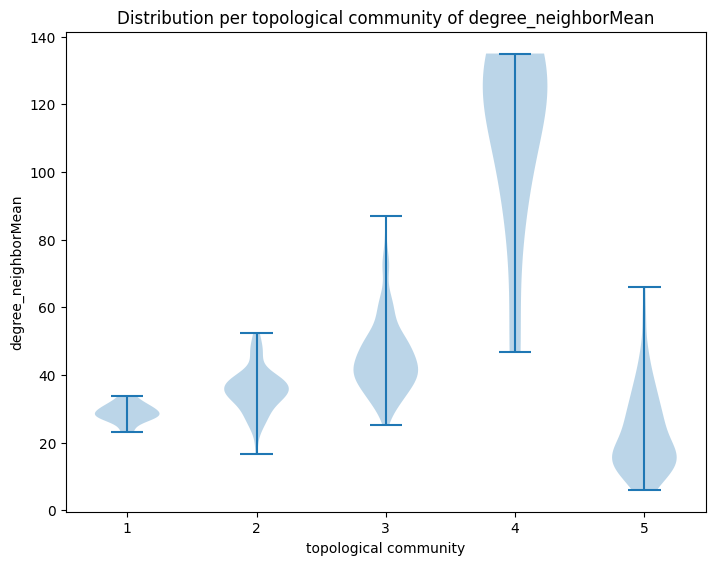 Distribution per topological community of degree_neighborMean
140
120
100
80
60
40
20
0
degree_neighborMean
1 2 3 4 5
topological community